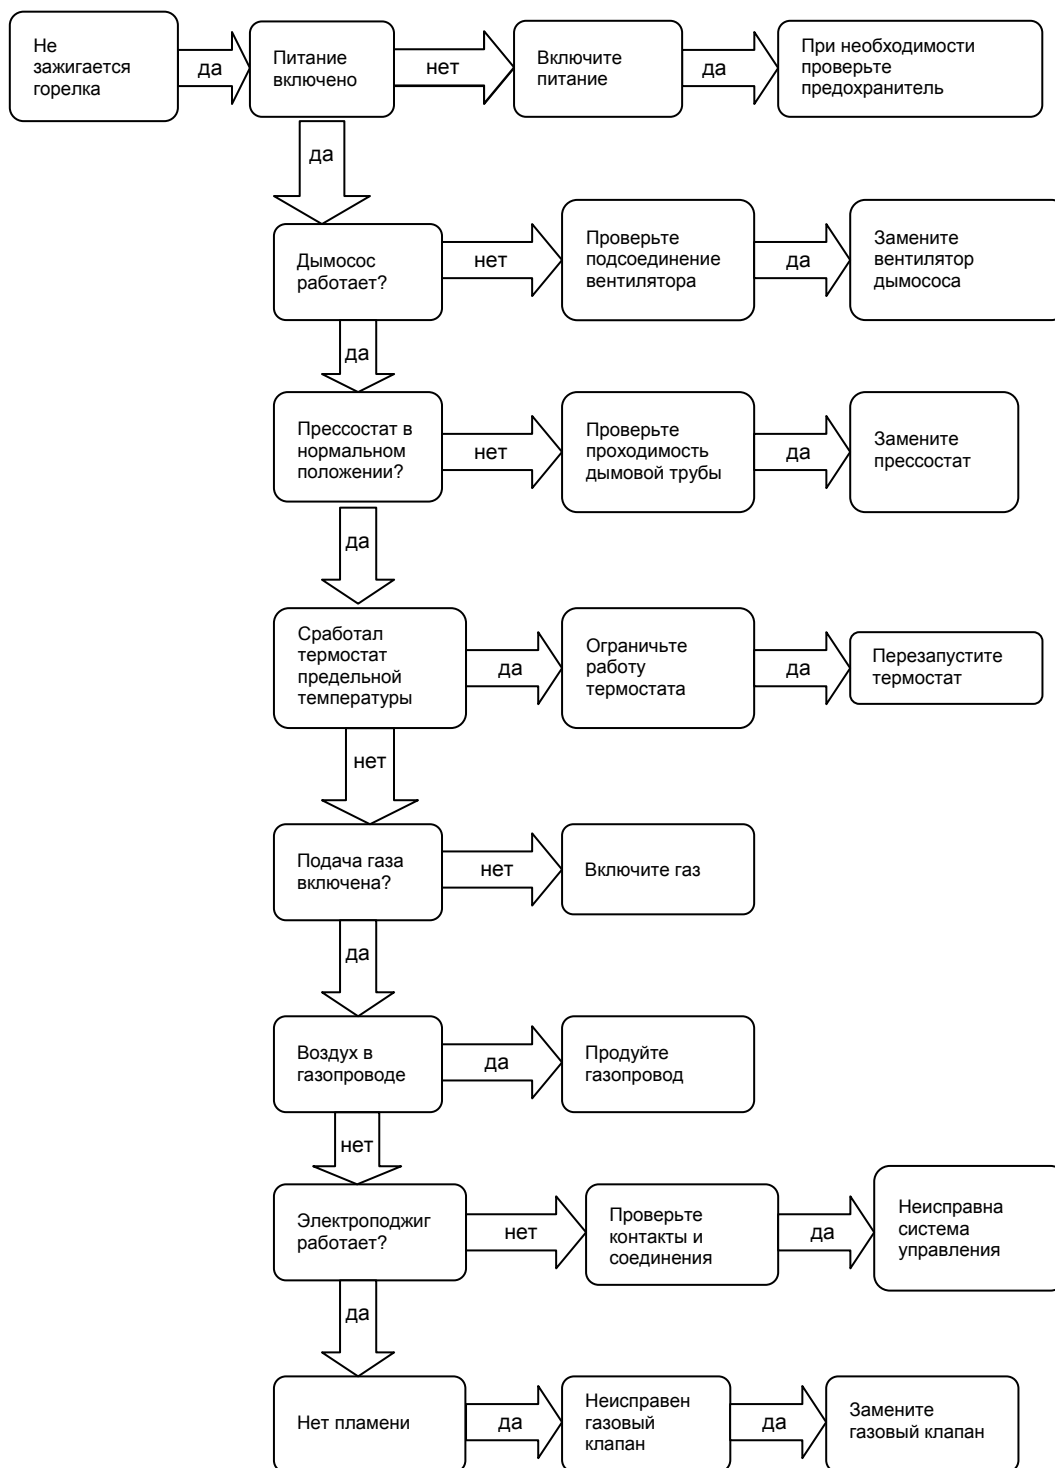 Не
зажигается
горелка
да
Питание
включено
нет
Включите
питание
да
При необходимости
проверьте
предохранитель
да
Дымосос
работает?
нет
Проверьте
подсоединение
вентилятора
да
Замените
вентилятор
дымососа
да
Прессостат в
нормальном
положении?
нет
Проверьте
проходимость
дымовой трубы
да
Замените
прессостат
да
Сработал
термостат
предельной
температуры
да
Ограничьте
работу
термостата
да
Перезапустите
термостат
нет
Подача газа
включена?
нет
Включите газ
да
Воздух в
газопроводе
да
Продуйте
газопровод
нет
Электроподжиг
работает?
нет
Проверьте
контакты и
соединения
да
Неисправна
система
управления
да
Нет пламени
да
Неисправен
газовый
клапан
да
Замените
газовый клапан